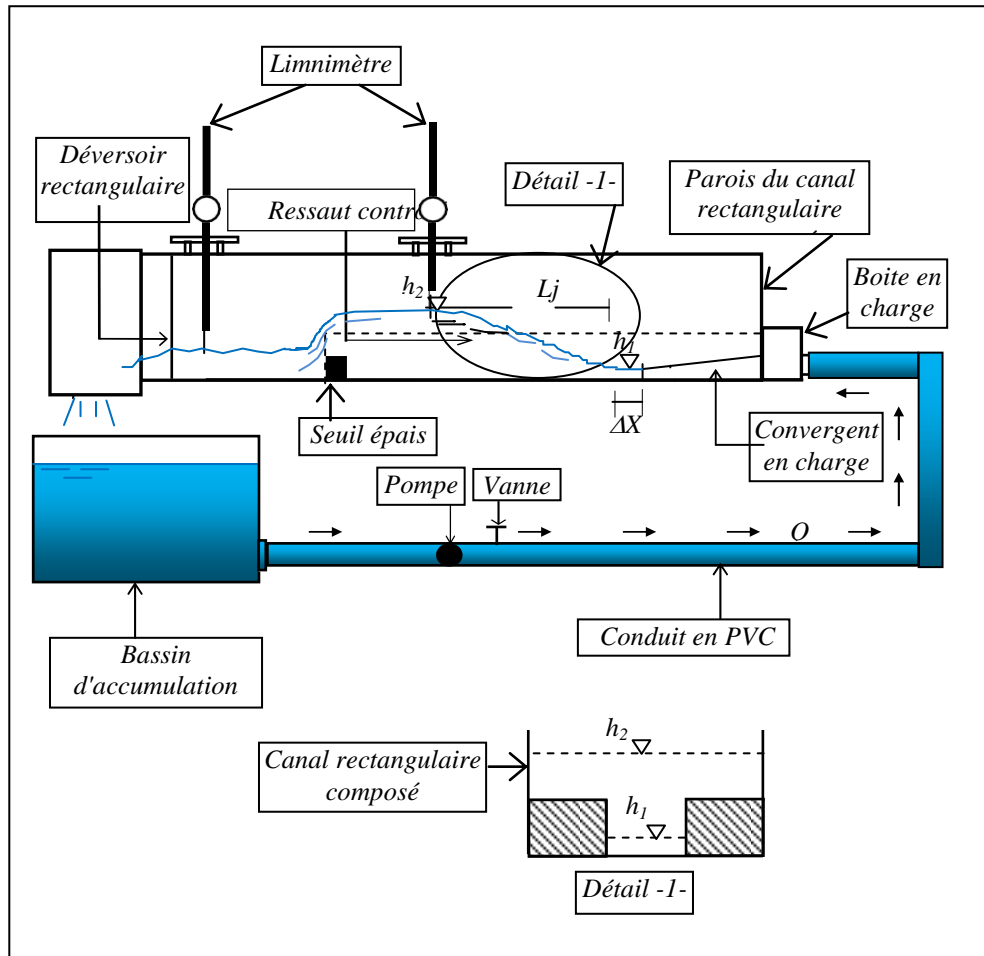 Limnimètre
Déversoir
rectangulaire
Ressaut contro
Détail -1-
Parois du canal
rectangulaire
Boite en
charge
h2
Lj
h1
ΔX
Seuil épais
Convergent
en charge
Pompe
Vanne
O
Conduit en PVC
Bassin
d'accumulation
Canal rectangulaire
composé
h2
h1
Détail -1-